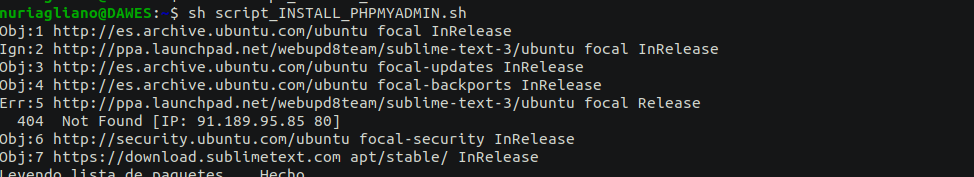 nuriagliano@DAWES:~$ sh script_INSTALL_PHPMYADMIN.sh
Obj:1 http://es.archive.ubuntu.com/ubuntu focal InRelease
Ign:2 http://ppa.launchpad.net/webupd8team/sublime-text-3/ubuntu focal InRelease
Obj:3 http://es.archive.ubuntu.com/ubuntu focal-updates InRelease
Obj:4 http://es.archive.ubuntu.com/ubuntu focal-backports InRelease
Err:5 http://ppa.launchpad.net/webupd8team/sublime-text-3/ubuntu focal Release
  404  Not Found [IP: 91.189.95.85 80]
Obj:6 http://security.ubuntu.com/ubuntu focal-security InRelease
Obj:7 https://download.sublimetext.com apt/stable/ InRelease
Leyendo lista de paquetes... Hecho